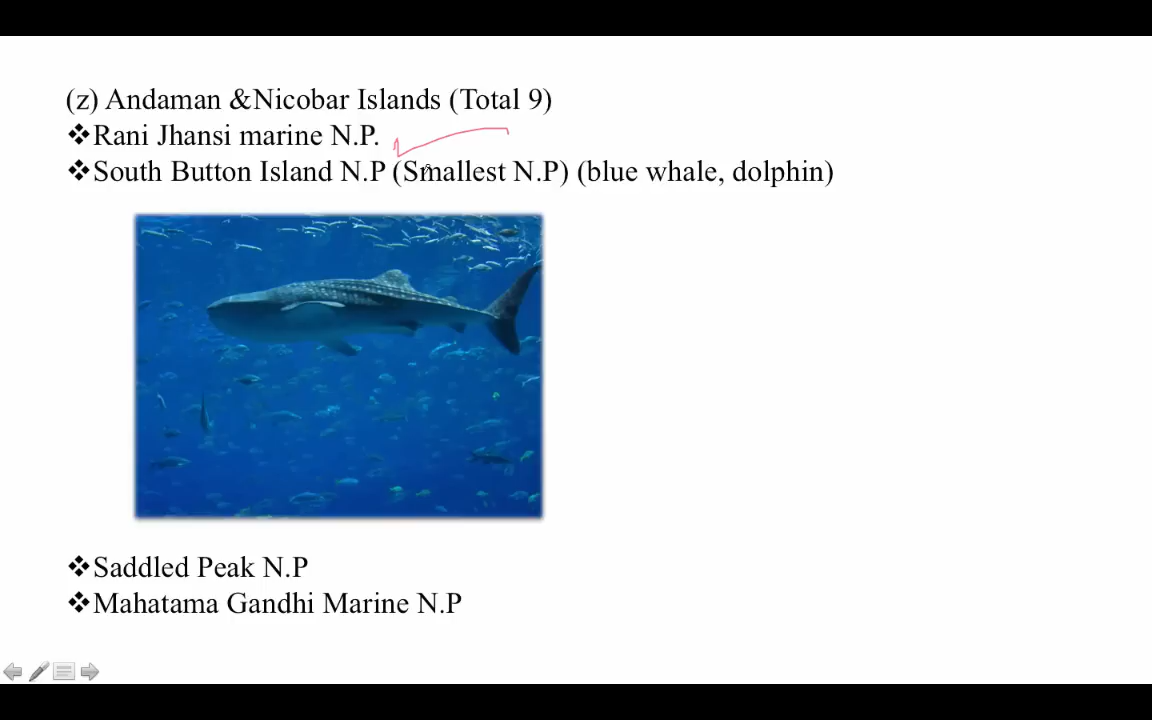 (z) Andaman &Nicobar Islands (Total 9)
❖Rani Jhansi marine N.P.
❖South Button Island N.P (Smallest N.P) (blue whale, dolphin)
❖Saddled Peak N.P
❖Mahatama Gandhi Marine N.P